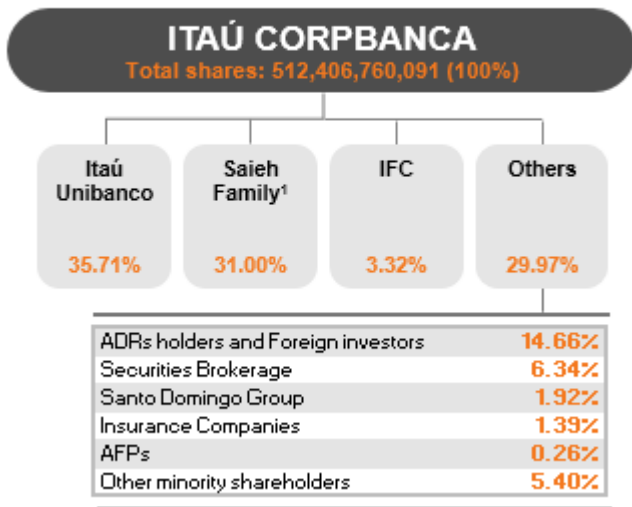 ITAÚ CORPBANCA
Total shares: 512,406,760,091 (100%)
Itaú
Unibanco
35.71%
Saieh
Family¹
31.00%
IFC
3.32%
Others
29.97%
ADRs holders and Foreign investors 14.66%
Securities Brokerage 6.34%
Santo Domingo Group 1.92%
Insurance Companies 1.39%
AFPs 0.26%
Other minority shareholders 5.40%